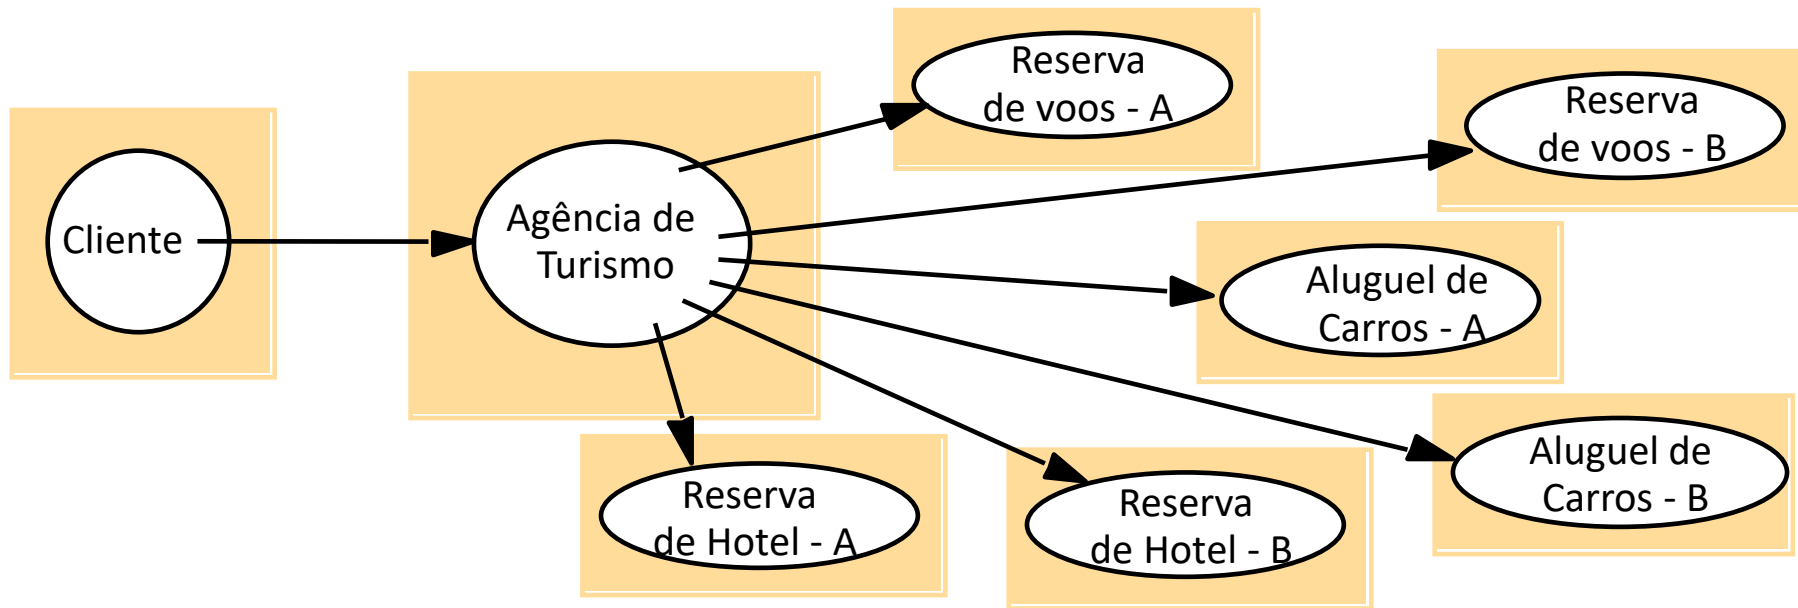 Cliente
Agência de
Turismo
Reserva
de voos - A
Reserva
de voos - B
Aluguel de
Carros - A
Aluguel de
Carros - B
Reserva
de Hotel - A
Reserva
de Hotel - B